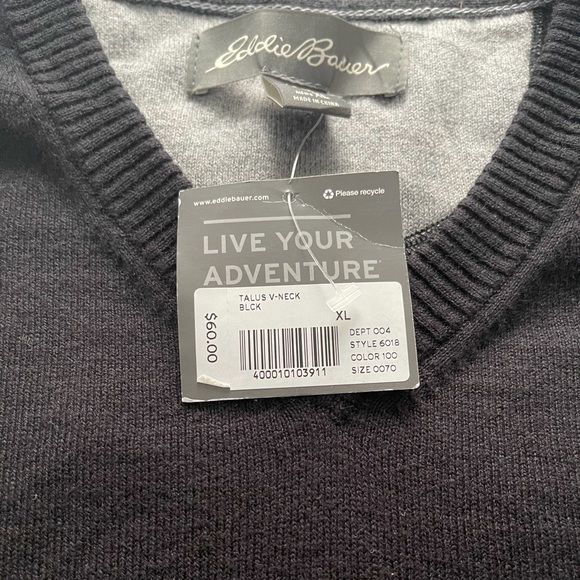 Eddie Bauer
MADE IN CHINA
www.eddiebauer.com
Please recycle
LIVE YOUR
ADVENTURE
TALUS V-NECK
BLCK
XL
$60.00
DEPT 004
STYLE 6018
COLOR 100
SIZE 0070
400010103911